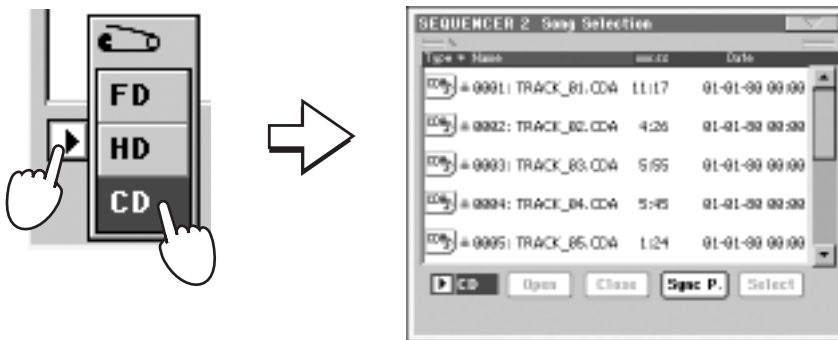 FD
HD
CD
SEQUENCER 2 Song Selection
Type + Name mm:ss Date
0001: TRACK_01.CDA 11:17 01-01-80 00:00
0002: TRACK_02.CDA 4:26 01-01-80 00:00
0003: TRACK_03.CDA 5:55 01-01-80 00:00
0004: TRACK_04.CDA 5:45 01-01-80 00:00
0005: TRACK_05.CDA 1:24 01-01-80 00:00
CD Open Close Sync P. Select